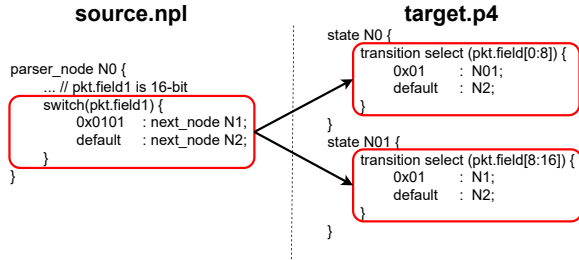 source.npl
parser_node N0 {
... // pkt.field1 is 16-bit
switch(pkt.field1) {
0x0101 : next_node N1;
default : next_node N2;
}
}
target.p4
state N0 {
transition select (pkt.field[0:8]) {
0x01 : N01;
default : N2;
}
}
state N01 {
transition select (pkt.field[8:16]) {
0x01 : N1;
default : N2;
}
}